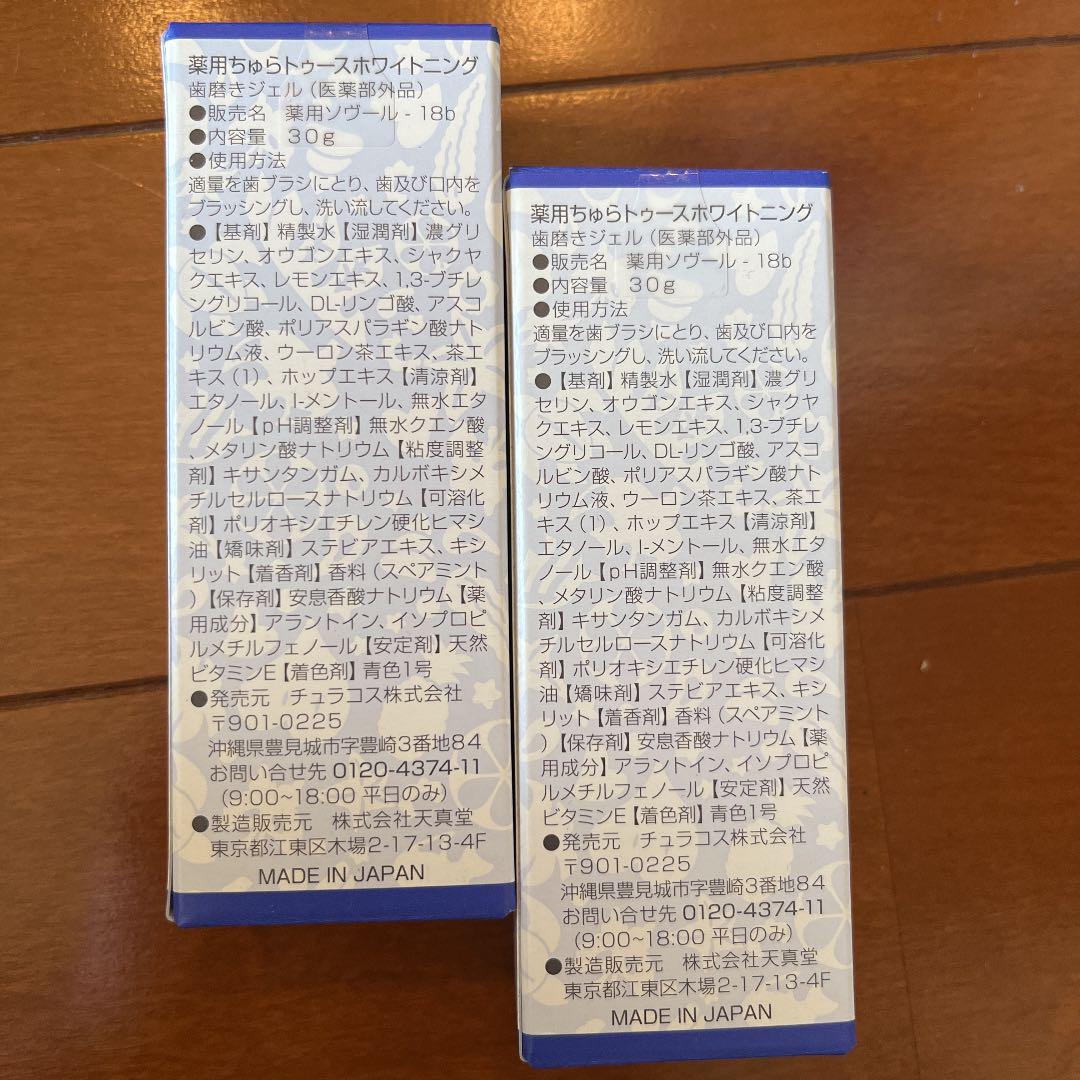 薬用ちゅらトゥースホワイトニング
歯磨きジェル（医薬部外品）
●販売名　薬用ソヴール - 18b
●内容量　30g
●使用方法
適量を歯ブラシにとり、歯及び口内を
ブラッシングし、洗い流してください。
●【基剤】精製水【湿潤剤】濃グリ
セリン、オウゴンエキス、シャクヤ
クエキス、レモンエキス、1,3-ブチレ
ングリコール、DL-リンゴ酸、アスコ
ルビン酸、ポリアスパラギン酸ナト
リウム液、ウーロン茶エキス、茶エ
キス（1）、ホップエキス【清涼剤】
エタノール、l-メントール、無水エタ
ノール【pH調整剤】無水クエン酸
、メタリン酸ナトリウム【粘度調整
剤】キサンタンガム、カルボキシメ
チルセルロースナトリウム【可溶化
剤】ポリオキシエチレン硬化ヒマシ
油【矯味剤】ステビアエキス、キシ
リット【着香剤】香料（スペアミント
）【保存剤】安息香酸ナトリウム【薬
用成分】アラントイン、イソプロピ
ルメチルフェノール【安定剤】天然
ビタミンE【着色剤】青色1号
●発売元　チュラコス株式会社
〒901-0225
沖縄県豊見城市字豊崎3番地84
お問い合せ先 0120-4374-11
（9:00~18:00 平日のみ）
●製造販売元　株式会社天真堂
東京都江東区木場2-17-13-4F
MADE IN JAPAN
薬用ちゅらトゥースホワイトニング
歯磨きジェル（医薬部外品）
●販売名　薬用ソヴール - 18b
●内容量　30g
●使用方法
適量を歯ブラシにとり、歯及び口内を
ブラッシングし、洗い流してください。
●【基剤】精製水【湿潤剤】濃グリ
セリン、オウゴンエキス、シャクヤ
クエキス、レモンエキス、1,3-ブチレ
ングリコール、DL-リンゴ酸、アスコ
ルビン酸、ポリアスパラギン酸ナト
リウム液、ウーロン茶エキス、茶エ
キス（1）、ホップエキス【清涼剤】
エタノール、l-メントール、無水エタ
ノール【pH調整剤】無水クエン酸
、メタリン酸ナトリウム【粘度調整
剤】キサンタンガム、カルボキシメ
チルセルロースナトリウム【可溶化
剤】ポリオキシエチレン硬化ヒマシ
油【矯味剤】ステビアエキス、キシ
リット【着香剤】香料（スペアミント
）【保存剤】安息香酸ナトリウム【薬
用成分】アラントイン、イソプロピ
ルメチルフェノール【安定剤】天然
ビタミンE【着色剤】青色1号
●発売元　チュラコス株式会社
〒901-0225
沖縄県豊見城市字豊崎3番地84
お問い合せ先 0120-4374-11
（9:00~18:00 平日のみ）
●製造販売元　株式会社天真堂
東京都江東区木場2-17-13-4F
MADE IN JAPAN